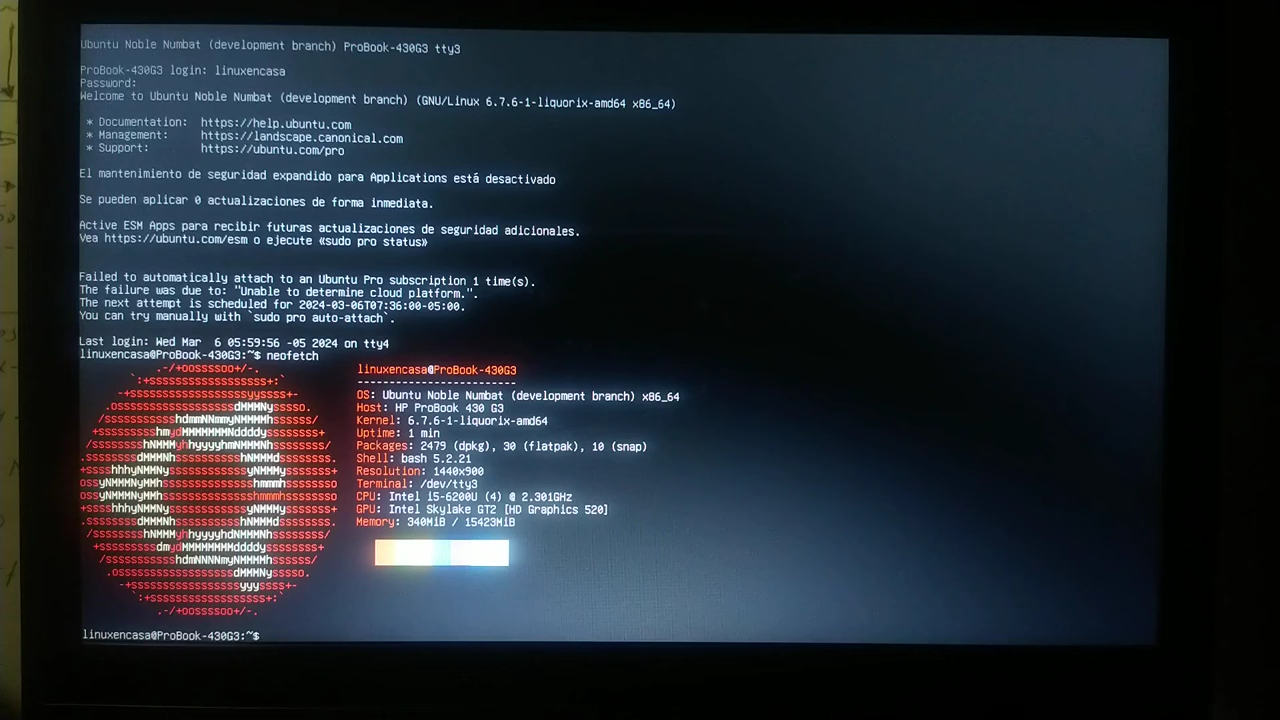 Ubuntu Noble Numbat (development branch) ProBook-430G3 tty3
ProBook-430G3 login: linuxencasa
Password:
Welcome to Ubuntu Noble Numbat (development branch) (GNU/Linux 6.7.6-1-liquorix-amd64 x86_64)
* Documentation: https://help.ubuntu.com
* Management: https://landscape.canonical.com
* Support: https://ubuntu.com/pro
El mantenimiento de seguridad expandido para Applications está desactivado
Se pueden aplicar 0 actualizaciones de forma inmediata.
Active ESM Apps para recibir futuras actualizaciones de seguridad adicionales.
Vea https://ubuntu.com/esm o ejecute «sudo pro status»
Failed to automatically attach to an Ubuntu Pro subscription 1 time(s).
The failure was due to: "Unable to determine cloud platform.".
The next attempt is scheduled for 2024-03-06T07:36:00-05:00.
You can try manually with `sudo pro auto-attach`.
Last login: Wed Mar 6 05:59:56 -05 2024 on tty4
linuxencasa@ProBook-430G3:~$ neofetch
linuxencasa@ProBook-430G3
-------------------------
OS: Ubuntu Noble Numbat (development branch) x86_64
Host: HP ProBook 430 G3
Kernel: 6.7.6-1-liquorix-amd64
Uptime: 1 min
Packages: 2479 (dpkg), 30 (flatpak), 10 (snap)
Shell: bash 5.2.21
Resolution: 1440x900
Terminal: /dev/tty3
CPU: Intel i5-6200U (4) @ 2.301GHz
GPU: Intel Skylake GT2 [HD Graphics 520]
Memory: 340MiB / 15423MiB
linuxencasa@ProBook-430G3:~$